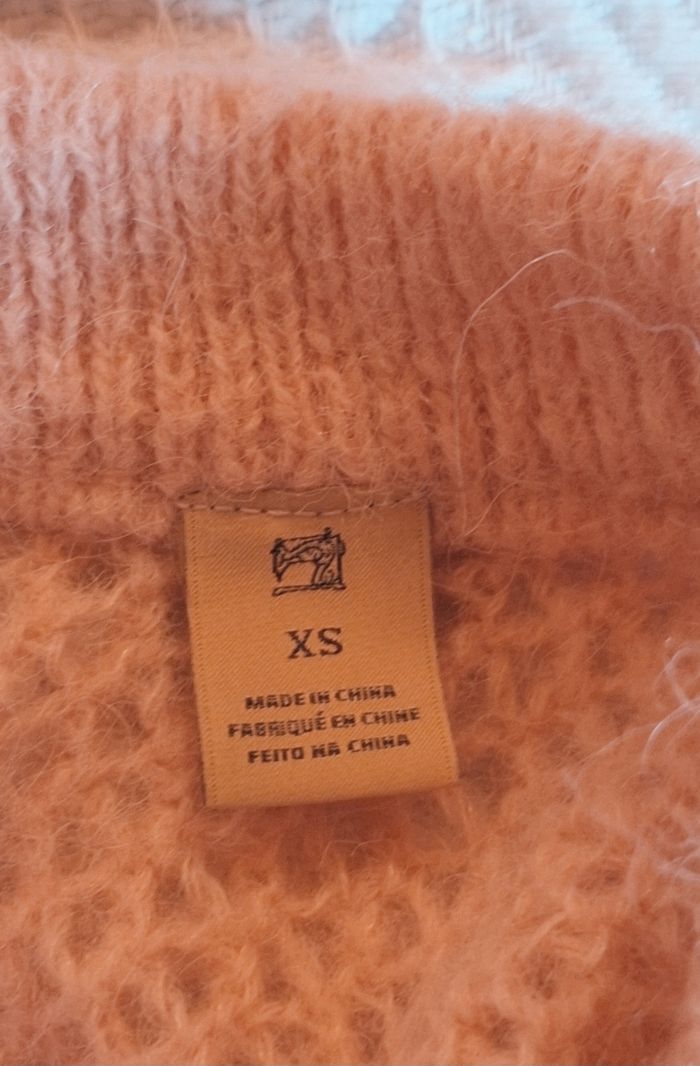 XS
MADE IN CHINA
FABRIQUÉ EN CHINE
FEITO NA CHINA